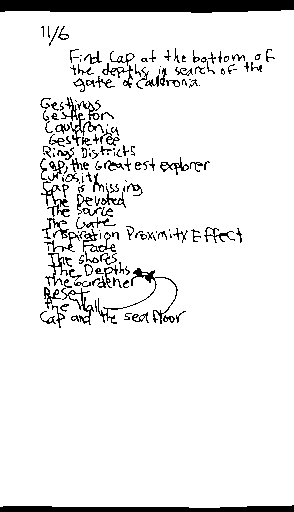 11/6
Find Cap at the bottom of
the depths in search of the
gate of Cauldronia.
Gestlings
Gestleton
Cauldronia
Gestletree
Rings Districts
Cap, the Greatest explorer
Curiosity
Cap is missing
The Devoted
The Source
The Gate
Inspiration Proximity Effect
The Fade
The shores
The Depths
The Gardener
Reset
The Wall
Cap and the sea floor